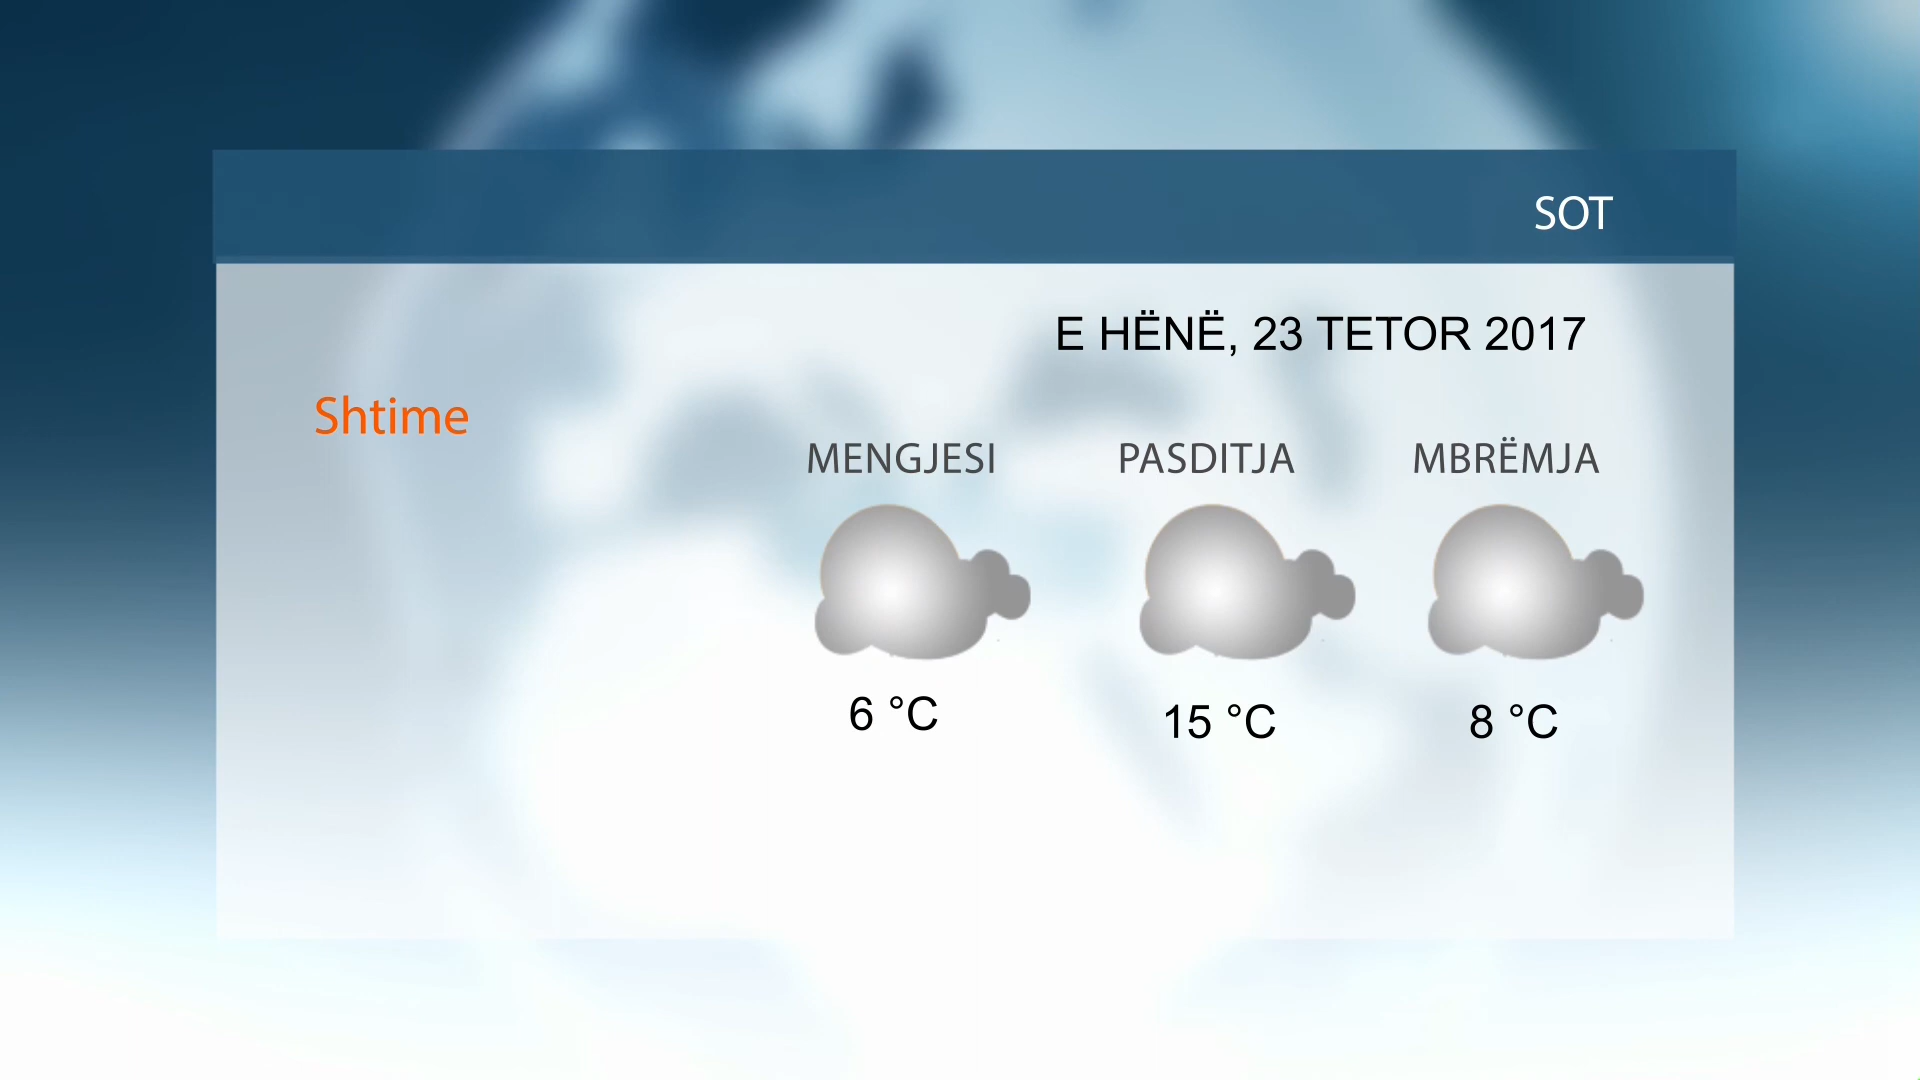 SOT
E HËNË, 23 TETOR 2017
Shtime
MENGJESI PASDITJA MBRËMJA
6 °C 15 °C 8 °C